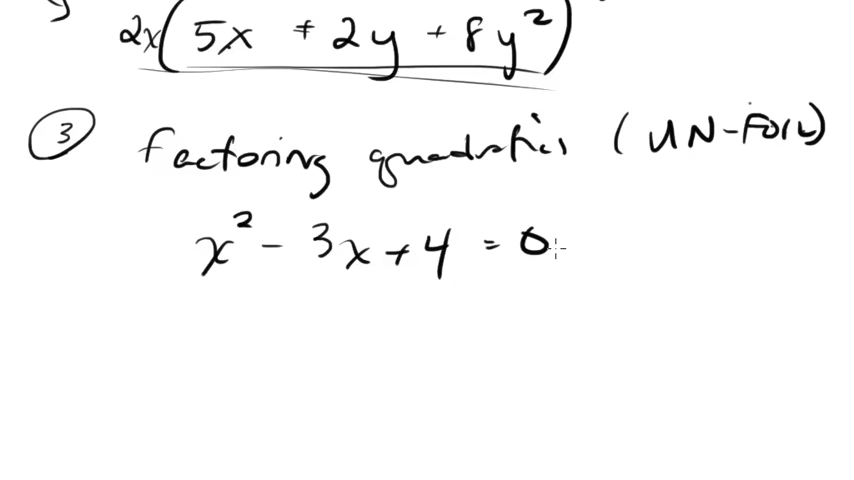 2x(5x + 2y + 8y²)
③ factoring quadratics (UN-FOIL)
x² - 3x + 4 = 0